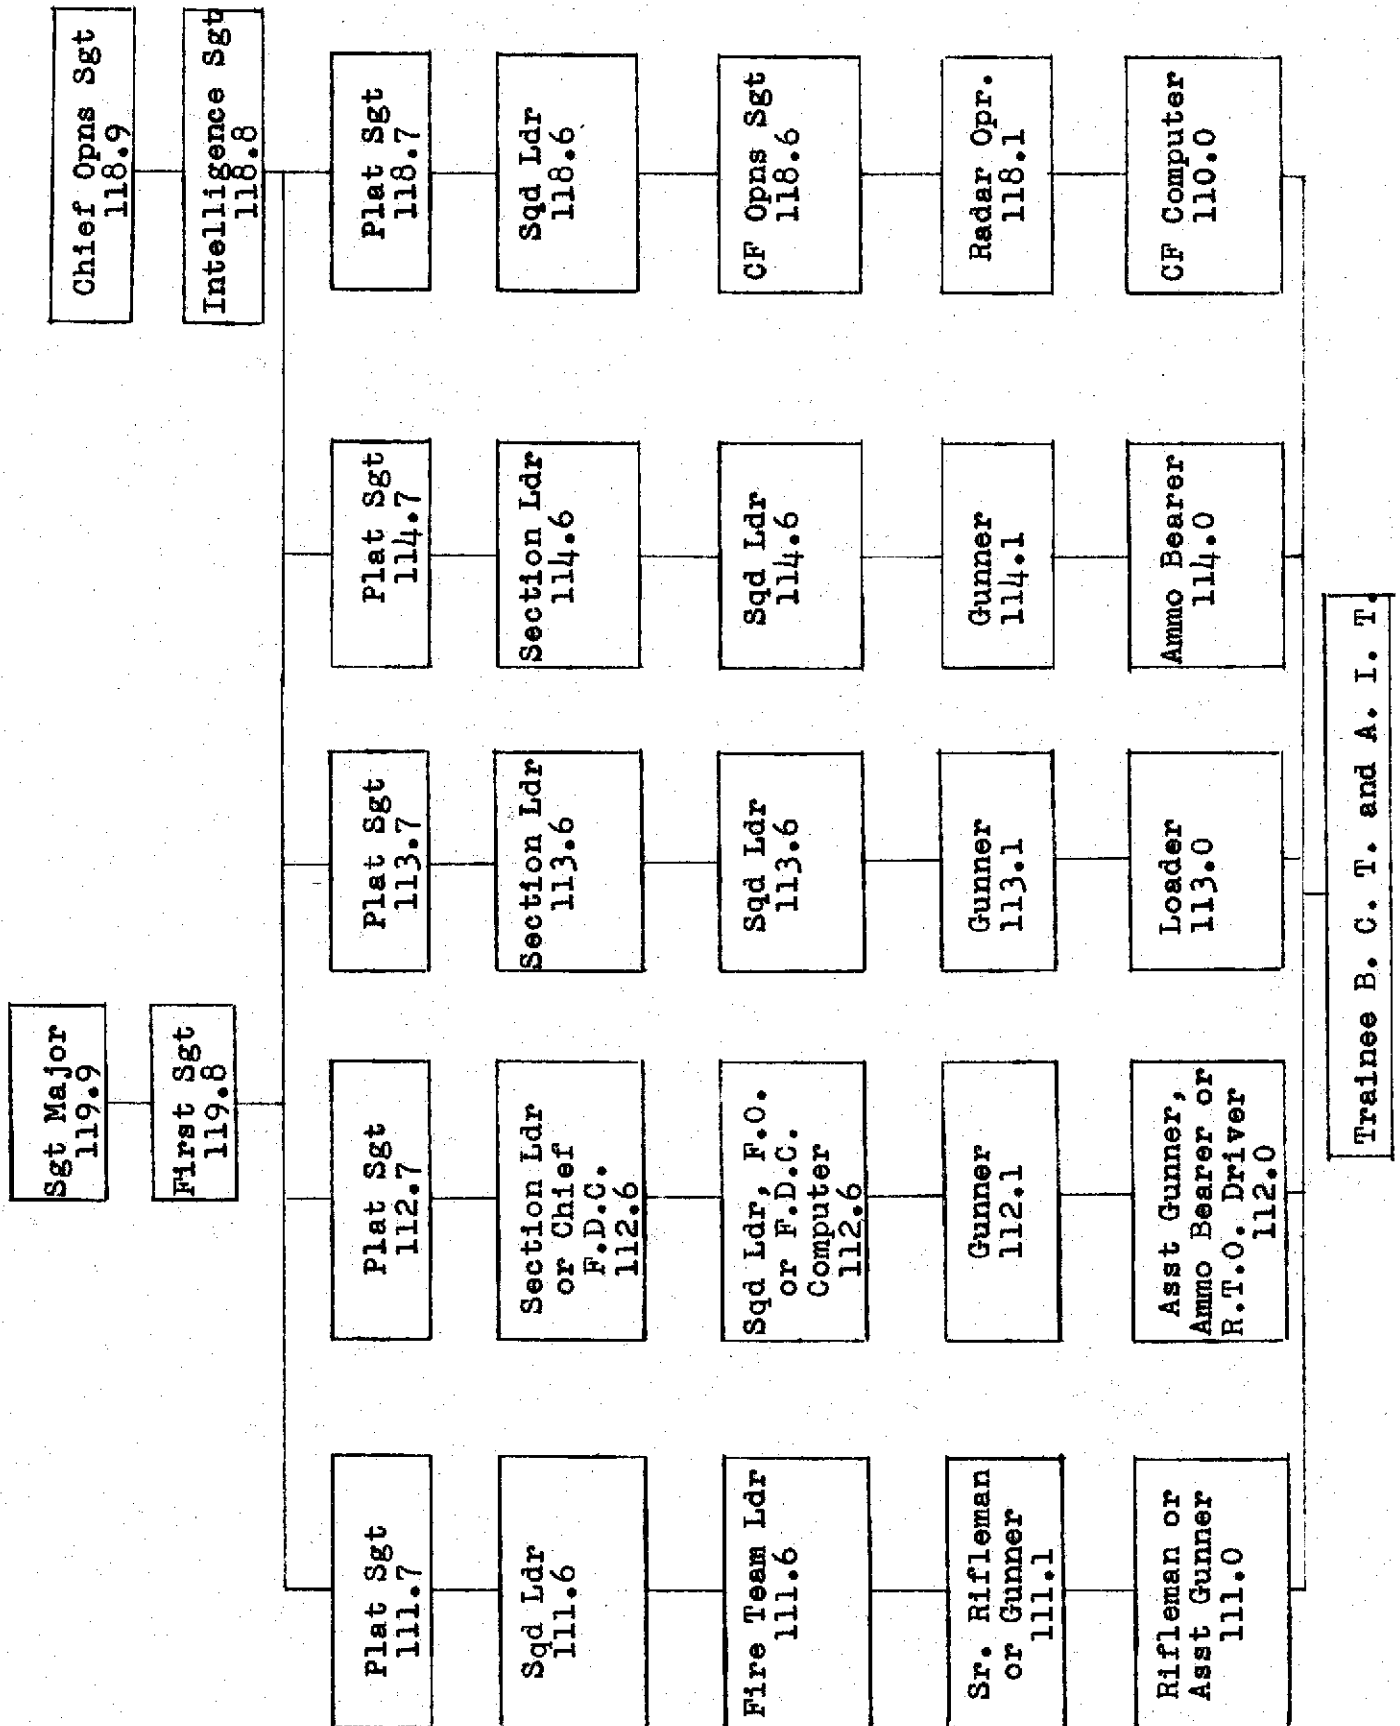 Sgt Major
119.9
First Sgt
119.8
Chief Opns Sgt
118.9
Intelligence Sgt
118.8
Plat Sgt
111.7
Sqd Ldr
111.6
Fire Team Ldr
111.6
Sr. Rifleman
or Gunner
111.1
Rifleman or
Asst Gunner
111.0
Plat Sgt
112.7
Section Ldr
or Chief
F.D.C.
112.6
Sqd Ldr, F.O.
or F.D.C.
Computer
112.6
Gunner
112.1
Asst Gunner,
Ammo Bearer or
R.T.O. Driver
112.0
Plat Sgt
113.7
Section Ldr
113.6
Sqd Ldr
113.6
Gunner
113.1
Loader
113.0
Plat Sgt
114.7
Section Ldr
114.6
Sqd Ldr
114.6
Gunner
114.1
Ammo Bearer
114.0
Plat Sgt
118.7
Sqd Ldr
118.6
CF Opns Sgt
118.6
Radar Opr.
118.1
CF Computer
110.0
Trainee B. C. T. and A. I. T.